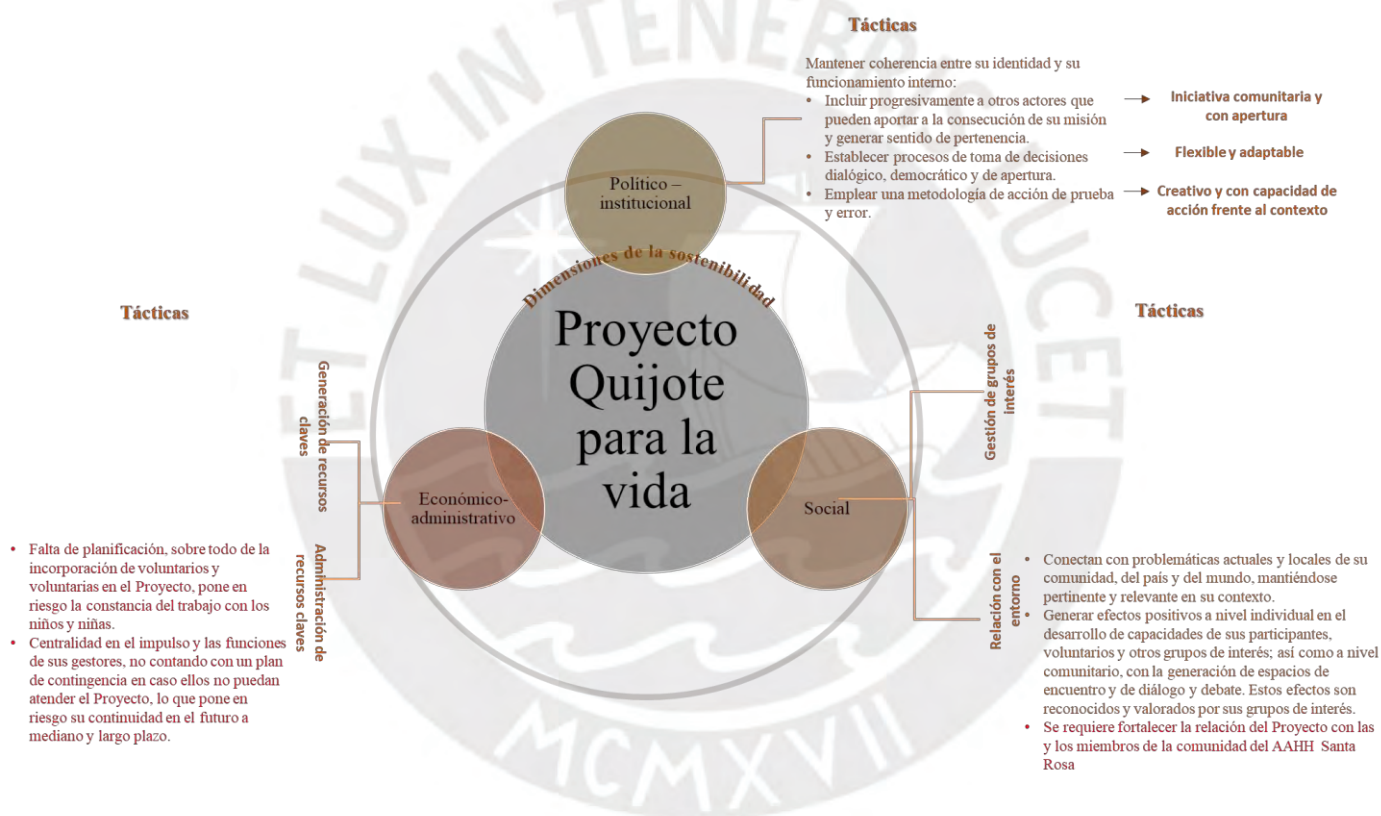 Tácticas
Mantener coherencia entre su identidad y su
funcionamiento interno:
• Incluir progresivamente a otros actores que
pueden aportar a la consecución de su misión
y generar sentido de pertenencia.
• Establecer procesos de toma de decisiones
dialógico, democrático y de apertura.
• Emplear una metodología de acción de prueba
y error.
Iniciativa comunitaria y
con apertura
Flexible y adaptable
Creativo y con capacidad de
acción frente al contexto
Político –
institucional
Dimensiones de la sostenibilidad
Proyecto
Quijote
para la
vida
Tácticas
Generación de recursos
claves
Administración de
recursos claves
Económico-
administrativo
• Falta de planificación, sobre todo de la
incorporación de voluntarios y
voluntarias en el Proyecto, pone en
riesgo la constancia del trabajo con los
niños y niñas.
• Centralidad en el impulso y las funciones
de sus gestores, no contando con un plan
de contingencia en caso ellos no puedan
atender el Proyecto, lo que pone en
riesgo su continuidad en el futuro a
mediano y largo plazo.
Tácticas
Social
Gestión de grupos de
interés
Relación con el
entorno
• Conectan con problemáticas actuales y locales de su
comunidad, del país y del mundo, manteniéndose
pertinente y relevante en su contexto.
• Generar efectos positivos a nivel individual en el
desarrollo de capacidades de sus participantes,
voluntarios y otros grupos de interés; así como a nivel
comunitario, con la generación de espacios de
encuentro y de diálogo y debate. Estos efectos son
reconocidos y valorados por sus grupos de interés.
• Se requiere fortalecer la relación del Proyecto con las
y los miembros de la comunidad del AAHH Santa
Rosa
ET LUX IN TENEBRIS LUCET
MCMXVII